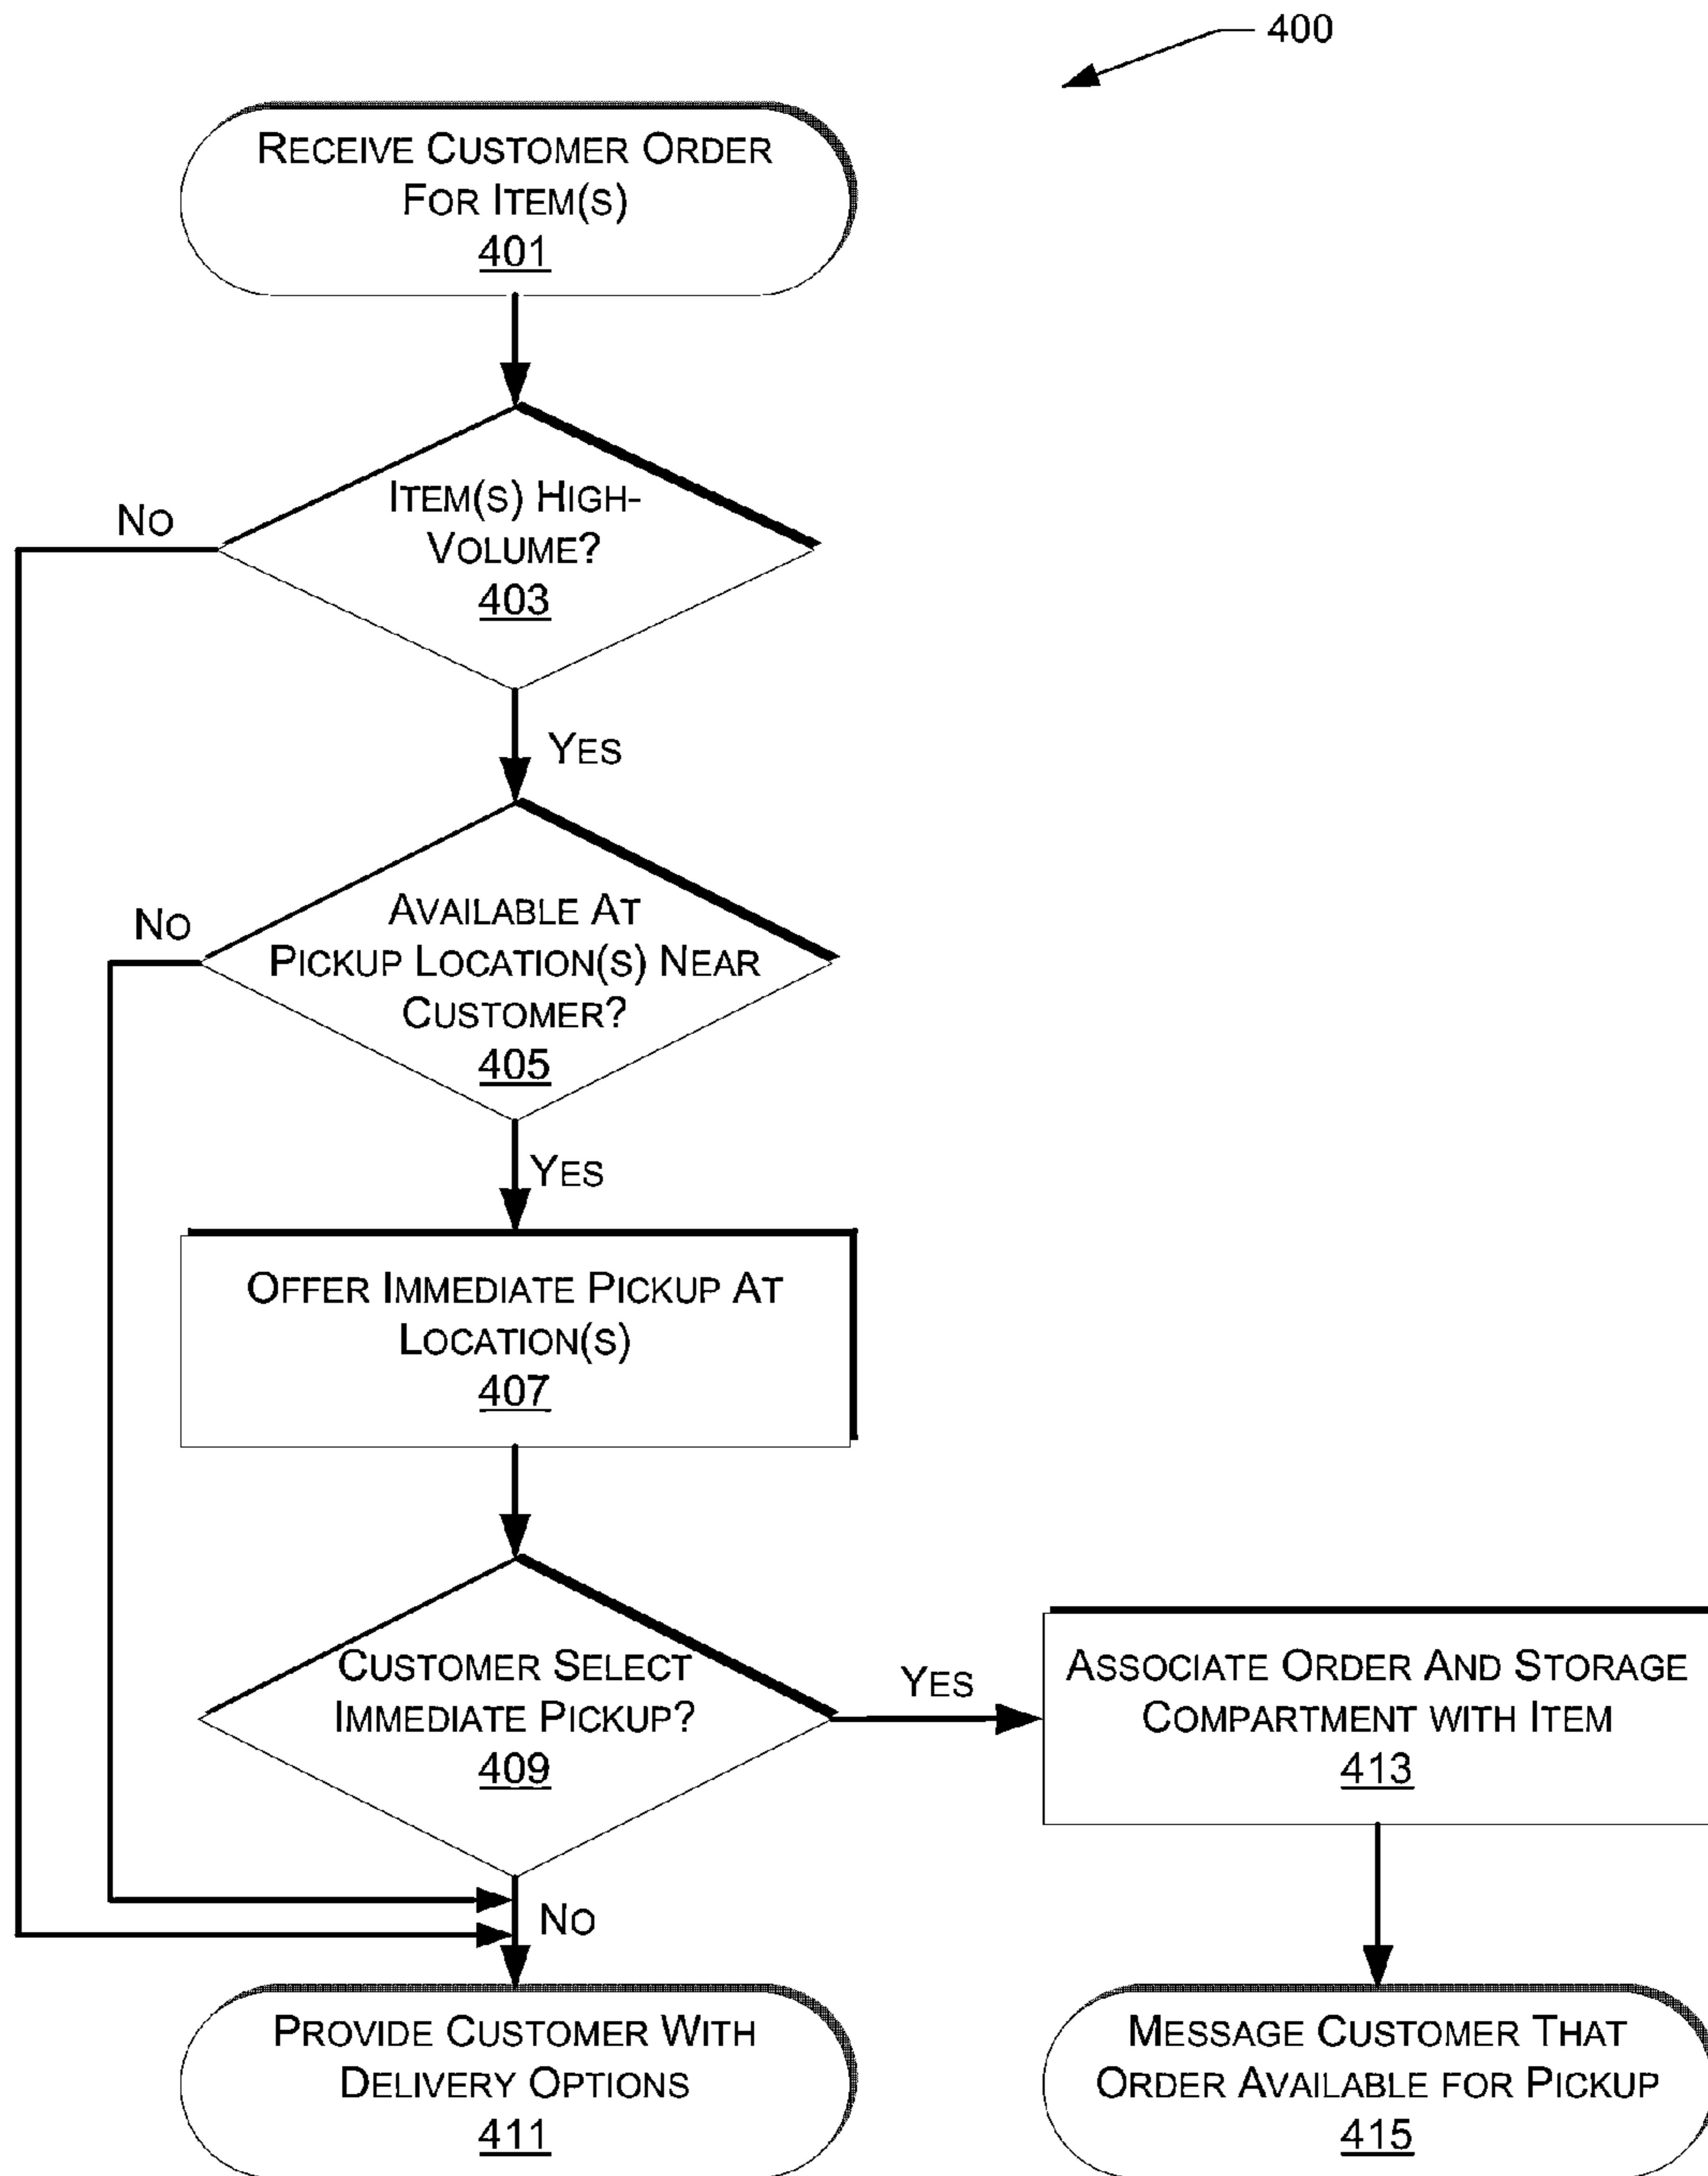 400
RECEIVE CUSTOMER ORDER
FOR ITEM(S)
401
ITEM(S) HIGH-
VOLUME?
403
NO
YES
AVAILABLE AT
PICKUP LOCATION(S) NEAR
CUSTOMER?
405
NO
YES
OFFER IMMEDIATE PICKUP AT
LOCATION(S)
407
CUSTOMER SELECT
IMMEDIATE PICKUP?
409
YES
ASSOCIATE ORDER AND STORAGE
COMPARTMENT WITH ITEM
413
NO
PROVIDE CUSTOMER WITH
DELIVERY OPTIONS
411
MESSAGE CUSTOMER THAT
ORDER AVAILABLE FOR PICKUP
415